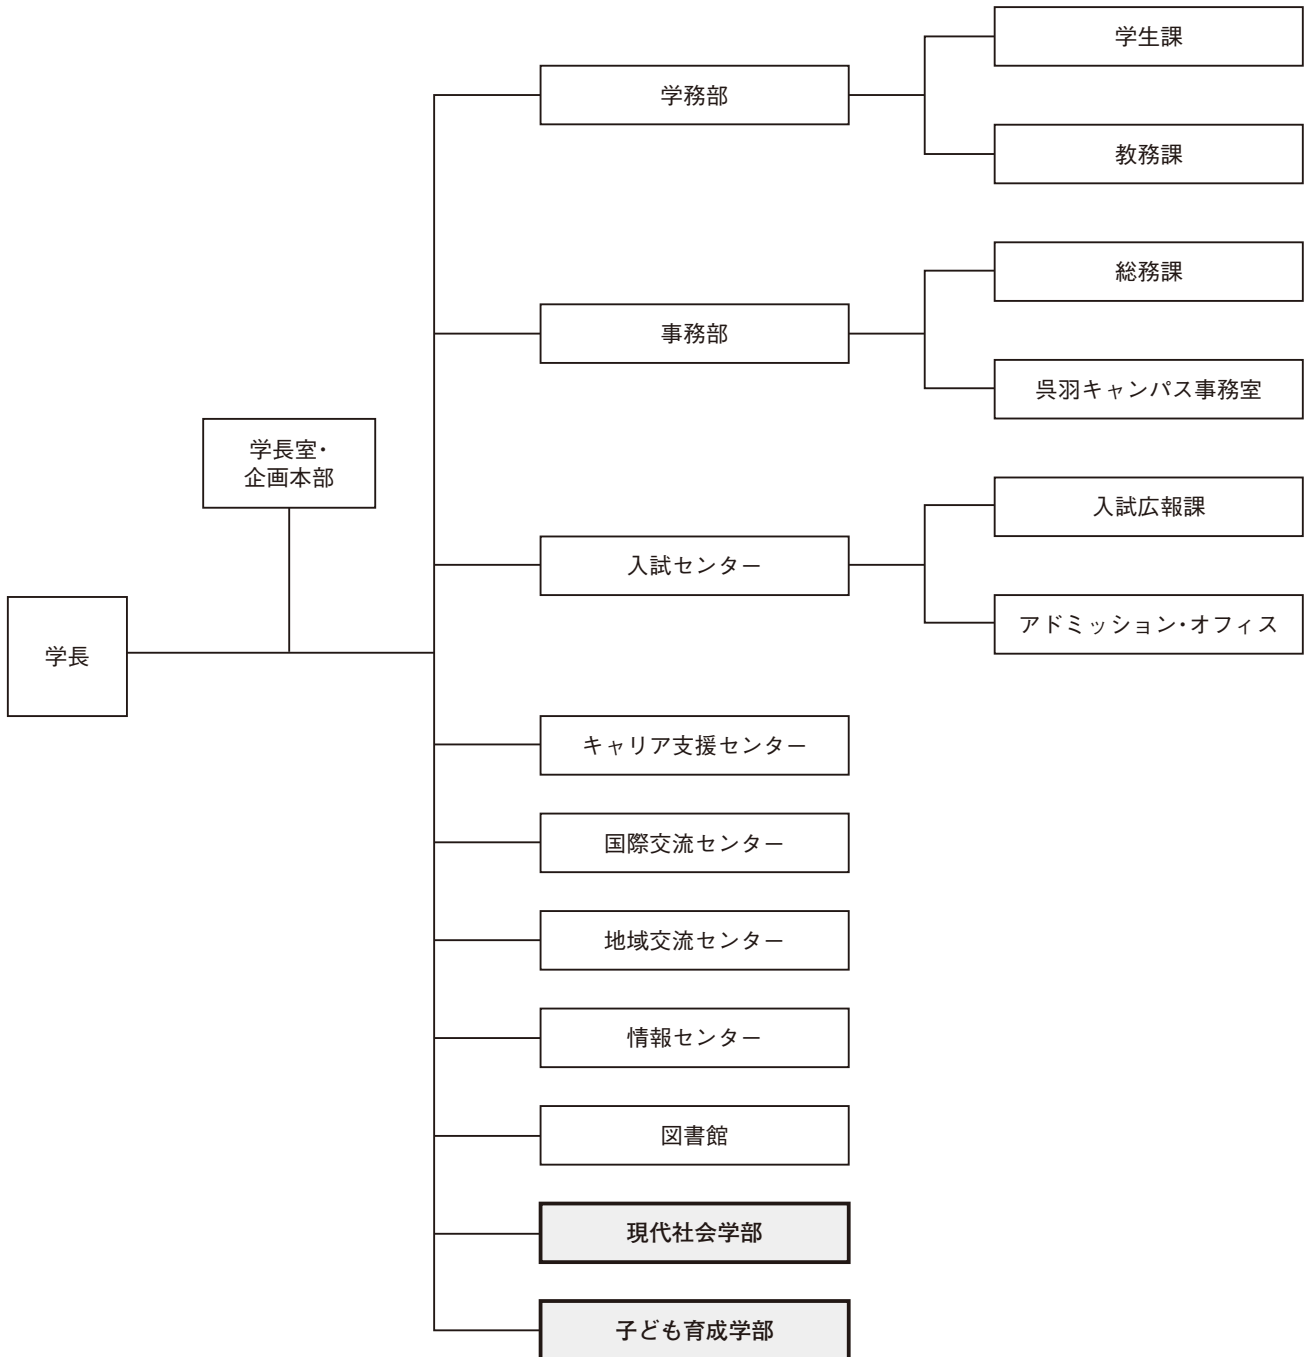 学長
学長室・
企画本部
学務部
学生課
教務課
事務部
総務課
呉羽キャンパス事務室
入試センター
入試広報課
アドミッション・オフィス
キャリア支援センター
国際交流センター
地域交流センター
情報センター
図書館
現代社会学部
子ども育成学部